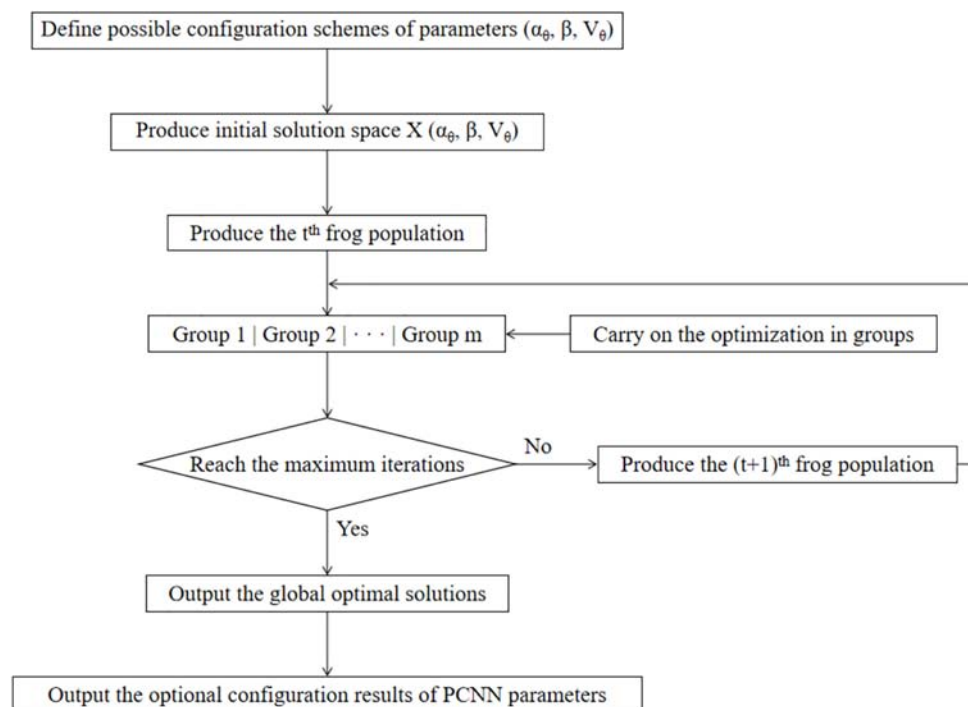 Define possible configuration schemes of parameters (αθ, β, Vθ)
Produce initial solution space X (αθ, β, Vθ)
Produce the tth frog population
Group 1 | Group 2 | · · · | Group m
Carry on the optimization in groups
Reach the maximum iterations
No
Produce the (t+1)th frog population
Yes
Output the global optimal solutions
Output the optional configuration results of PCNN parameters